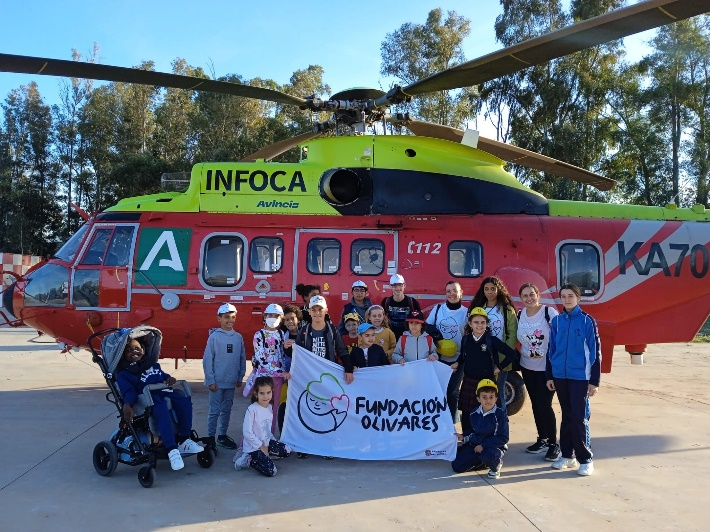 INFOCA
Avincis
112
KA70
A
FUNDACIÓN
OLIVARES